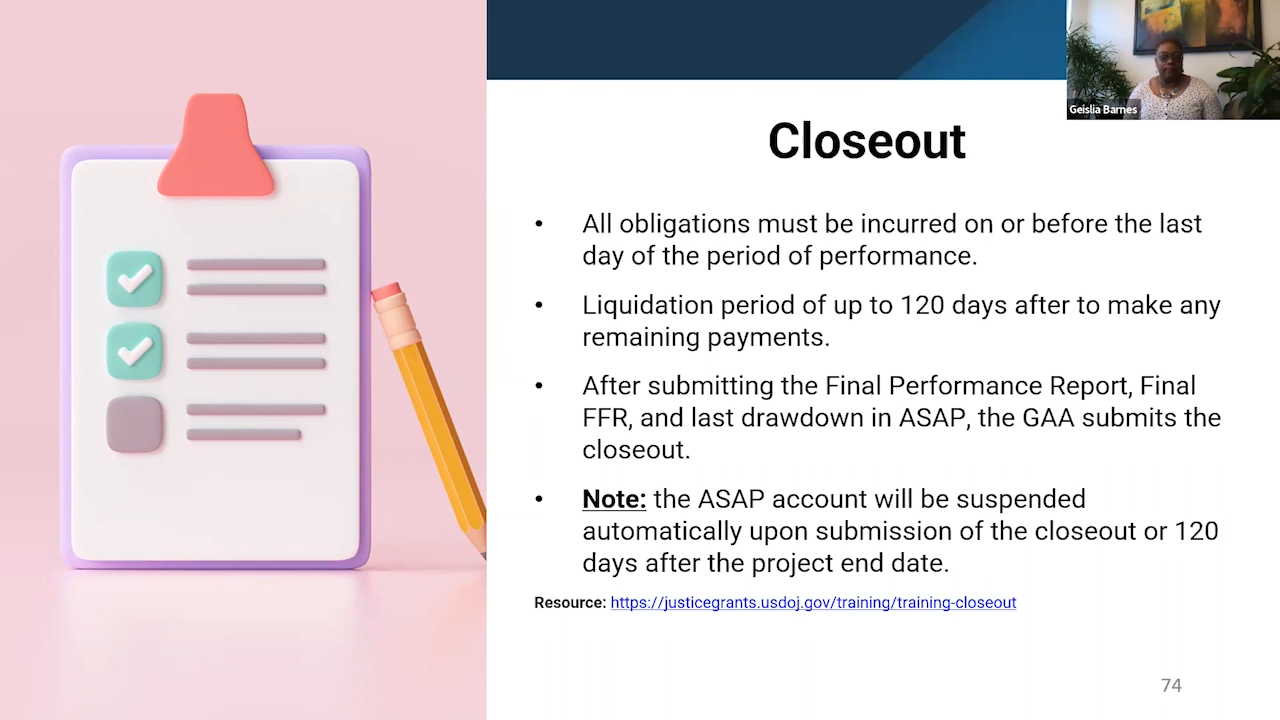 Geislia Barnes
Closeout
• All obligations must be incurred on or before the last
day of the period of performance.
• Liquidation period of up to 120 days after to make any
remaining payments.
• After submitting the Final Performance Report, Final
FFR, and last drawdown in ASAP, the GAA submits the
closeout.
• Note: the ASAP account will be suspended
automatically upon submission of the closeout or 120
days after the project end date.
Resource: https://justicegrants.usdoj.gov/training/training-closeout
74